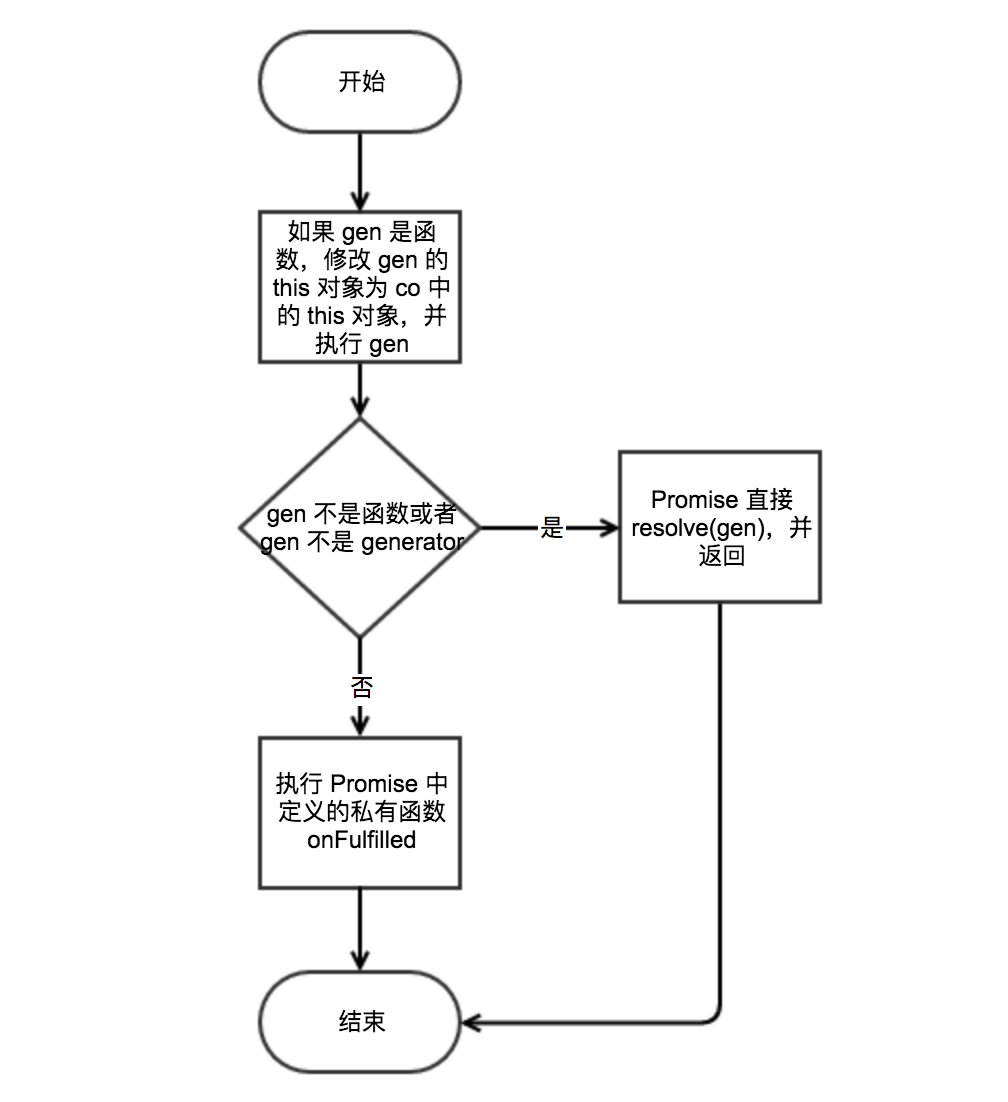 开始
如果 gen 是函
数，修改 gen 的
this 对象为 co 中
的 this 对象，并
执行 gen
gen 不是函数或者
gen 不是 generator
是
Promise 直接
resolve(gen)，并
返回
否
执行 Promise 中
定义的私有函数
onFulfilled
结束